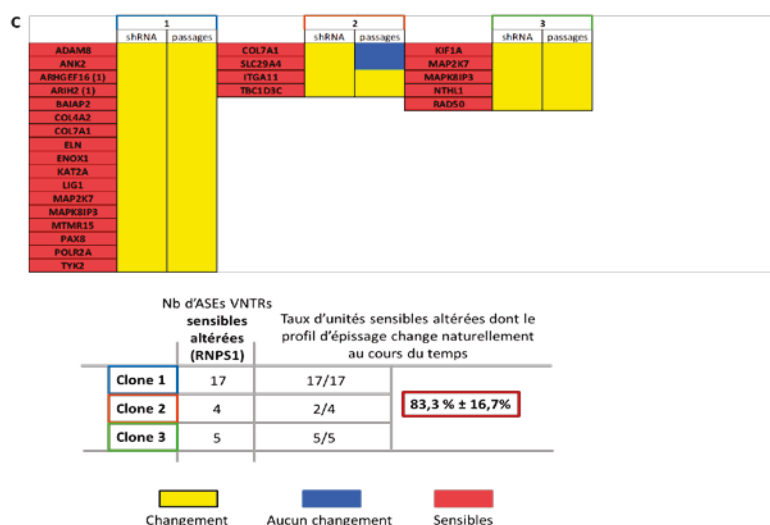 C
1 2 3
shRNA passages shRNA passages shRNA passages
ADAM8 COL7A1 KIF1A
ANK2 SLC29A4 MAP2K7
ARHGEF16 (1) ITGA11 MAPK8IP3
ARIH2 (1) TBC1D3C NTHL1
BAIAP2 RAD50
COL4A2
COL7A1
ELN
ENOX1
KAT2A
LIG1
MAP2K7
MAPK8IP3
MTMR15
PAX8
POLR2A
TYK2
Nb d'ASEs VNTRs
sensibles
altérées
(RNPS1)
Taux d'unités sensibles altérées dont le
profil d'épissage change naturellement
au cours du temps
Clone 1 17 17/17
Clone 2 4 2/4
Clone 3 5 5/5
83,3 % ± 16,7%
Changement Aucun changement Sensibles